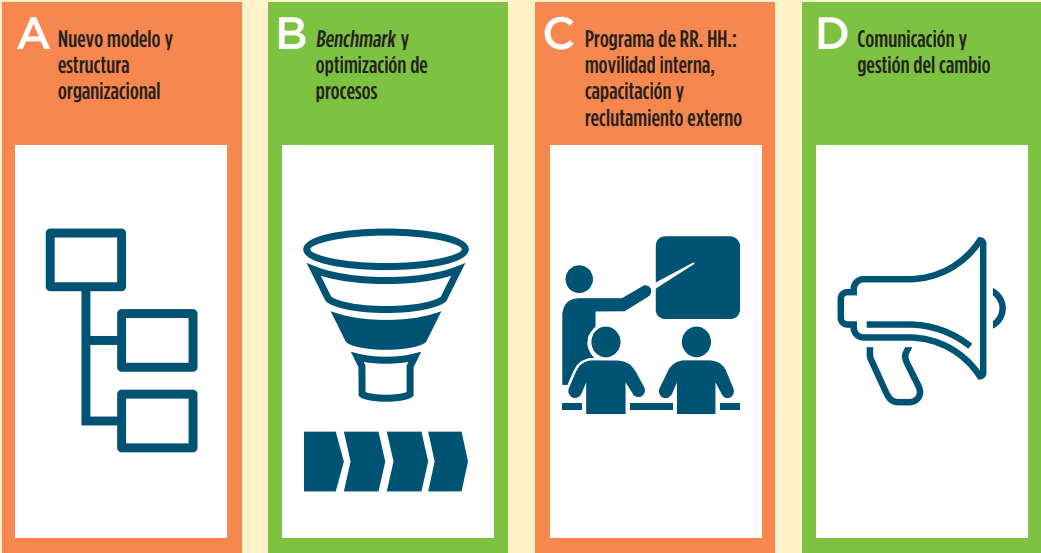 A Nuevo modelo y
estructura
organizacional
B Benchmark y
optimización de
procesos
C Programa de RR. HH.:
movilidad interna,
capacitación y
reclutamiento externo
D Comunicación y
gestión del cambio